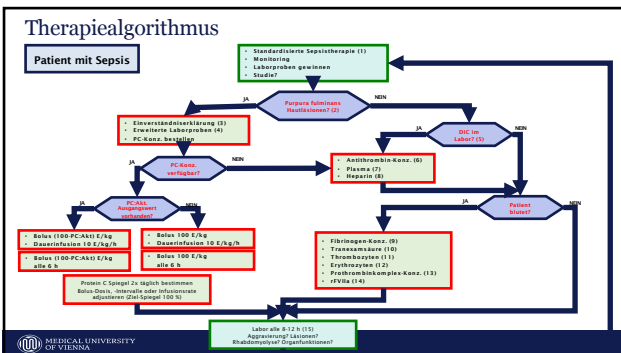 Therapiealgorithmus
Patient mit Sepsis
• Standardisierte Sepsistherapie (1)
• Monitoring
• Laborproben gewinnen
• Studie?
JA
Purpura fulminans
Hautläsionen? (2)
NEIN
• Einverständniserklärung (3)
• Erweiterte Laborproben (4)
• PC-Konz. bestellen
JA
DIC im
Labor? (5)
NEIN
JA
PC-Konz.
verfügbar?
NEIN
• Antithrombin-Konz. (6)
• Plasma (7)
• Heparin (8)
JA
PC:Akt.
Ausgangswert
vorhanden?
NEIN
JA
Patient
blutet?
NEIN
• Bolus (100-PC:Akt) E/kg
• Dauerinfusion 10 E/kg/h
• Bolus 100 E/kg
• Dauerinfusion 10 E/kg/h
• Bolus (100-PC:Akt) E/kg
alle 6 h
• Bolus 100 E/kg
alle 6 h
• Fibrinogen-Konz. (9)
• Tranexamsäure (10)
• Thrombozyten (11)
• Erythrozyten (12)
• Prothrombinkomplex-Konz. (13)
• rFVIIa (14)
Protein C Spiegel 2x täglich bestimmen
Bolus-Dosis, -Intervalle oder Infusionsrate
adjustieren (Ziel-Spiegel 100 %)
Labor alle 8-12 h (15)
Aggravierung? Läsionen?
Rhabdomyolyse? Organfunktionen?
MEDICAL UNIVERSITY
OF VIENNA